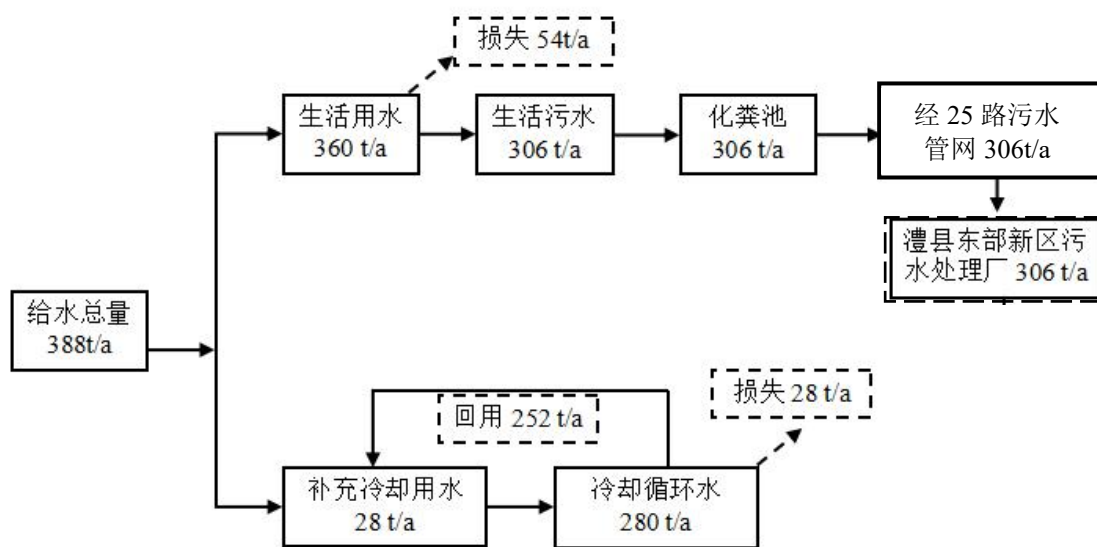 损失 54t/a
生活用水
360 t/a
生活污水
306 t/a
化粪池
306 t/a
经 25 路污水
管网 306t/a
澧县东部新区污
水处理厂 306 t/a
给水总量
388t/a
损失 28 t/a
回用 252 t/a
补充冷却用水
28 t/a
冷却循环水
280 t/a